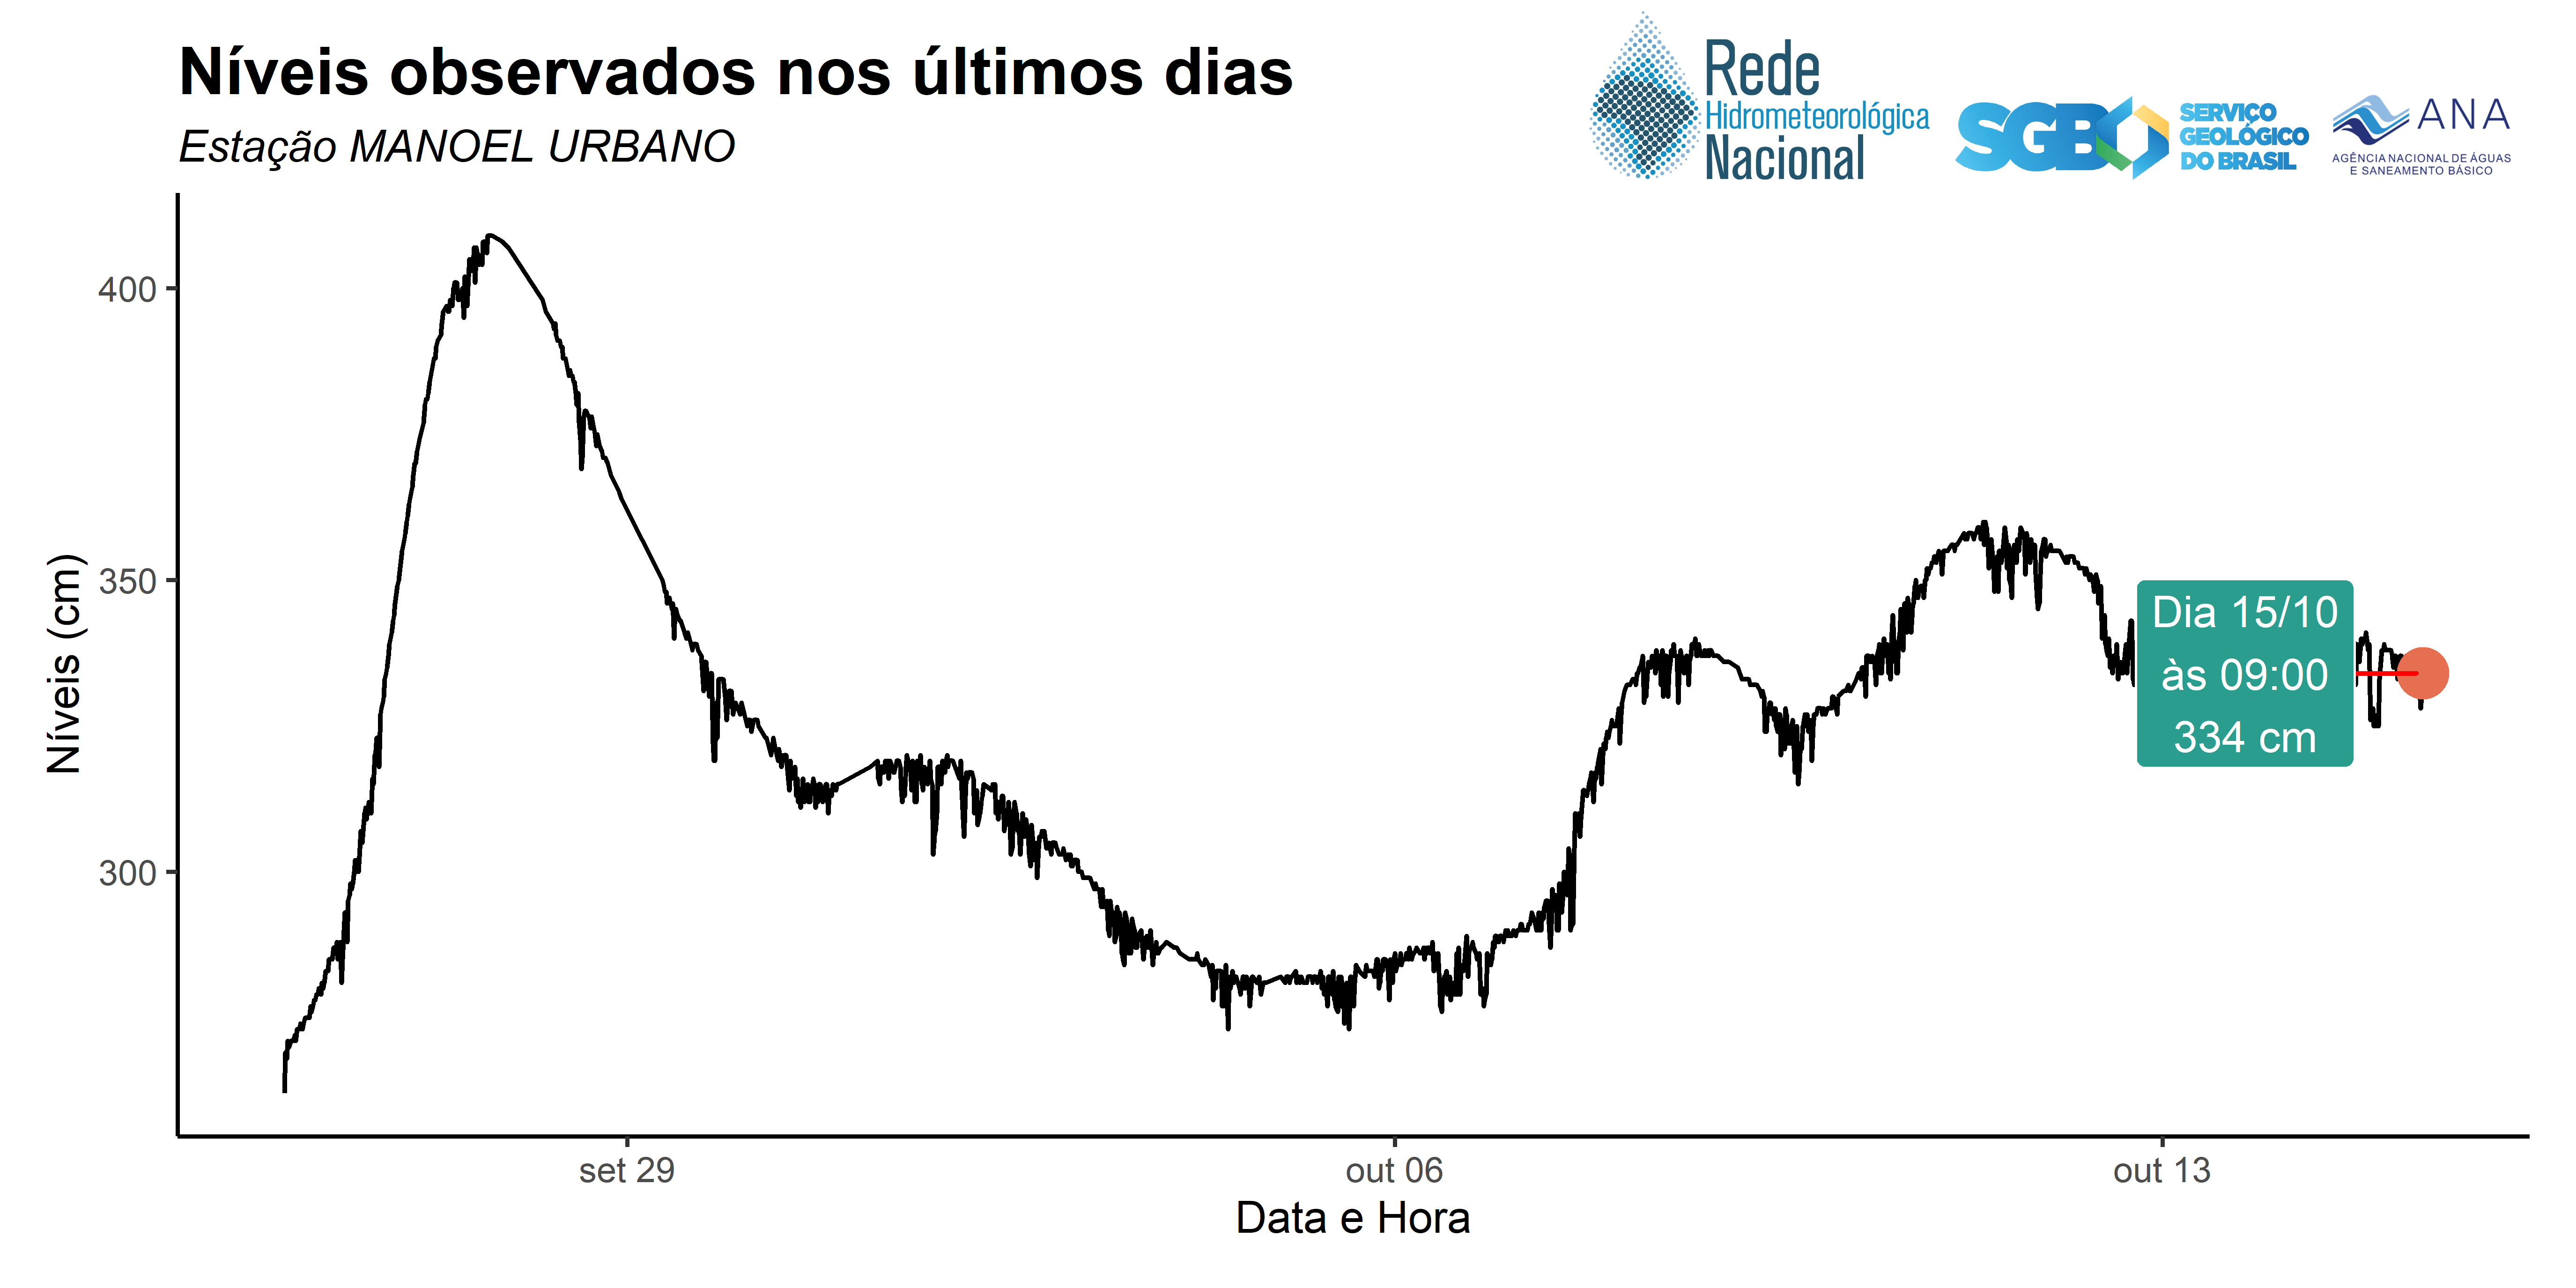 Níveis observados nos últimos dias
Estação MANOEL URBANO
Rede
Hidrometeorológica
Nacional
SGB
SERVIÇO
GEOLÓGICO
DO BRASIL
ANA
AGÊNCIA NACIONAL DE ÁGUAS
E SANEAMENTO BÁSICO
Níveis (cm)
400
350
300
Dia 15/10
às 09:00
334 cm
set 29
out 06
out 13
Data e Hora